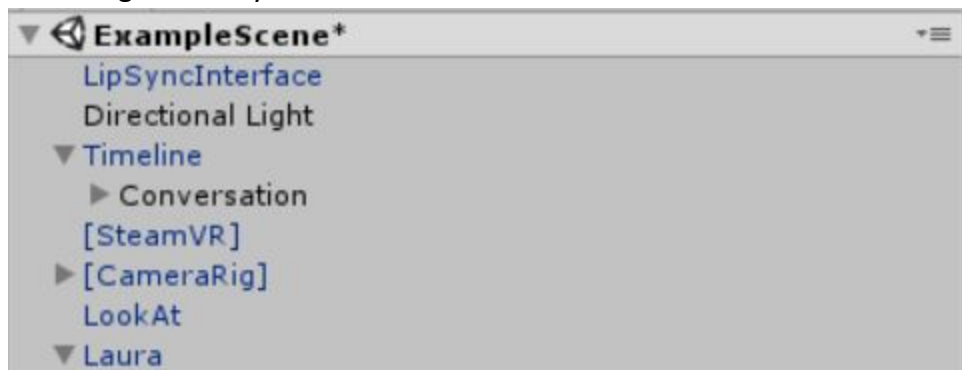 ExampleScene*
LipSyncInterface
Directional Light
Timeline
Conversation
[SteamVR]
[CameraRig]
LookAt
Laura